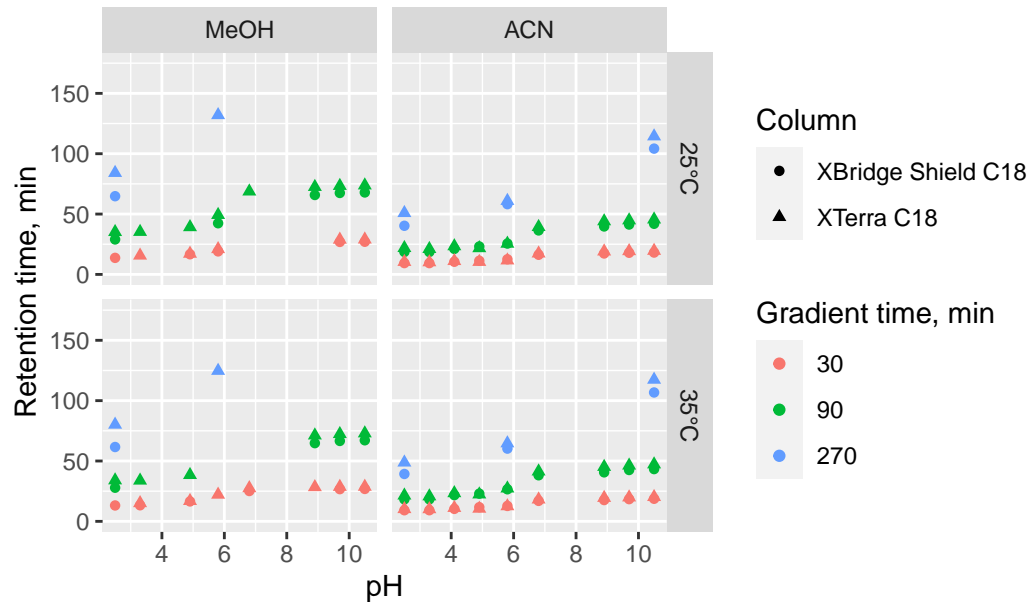 MeOH
ACN
Retention time, min
150
100
50
0
25°C
150
100
50
0
35°C
4
6
8
10
4
6
8
10
pH
Column
XBridge Shield C18
XTerra C18
Gradient time, min
30
90
270